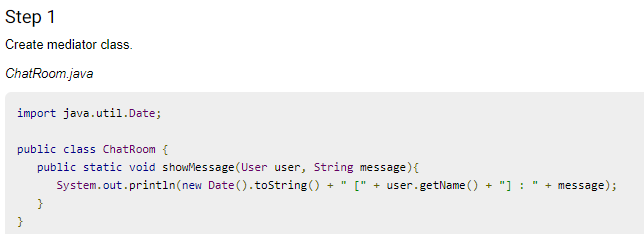 Step 1
Create mediator class.
ChatRoom.java
import java.util.Date;
public class ChatRoom {
   public static void showMessage(User user, String message){
      System.out.println(new Date().toString() + " [" + user.getName() + "] : " + message);
   }
}